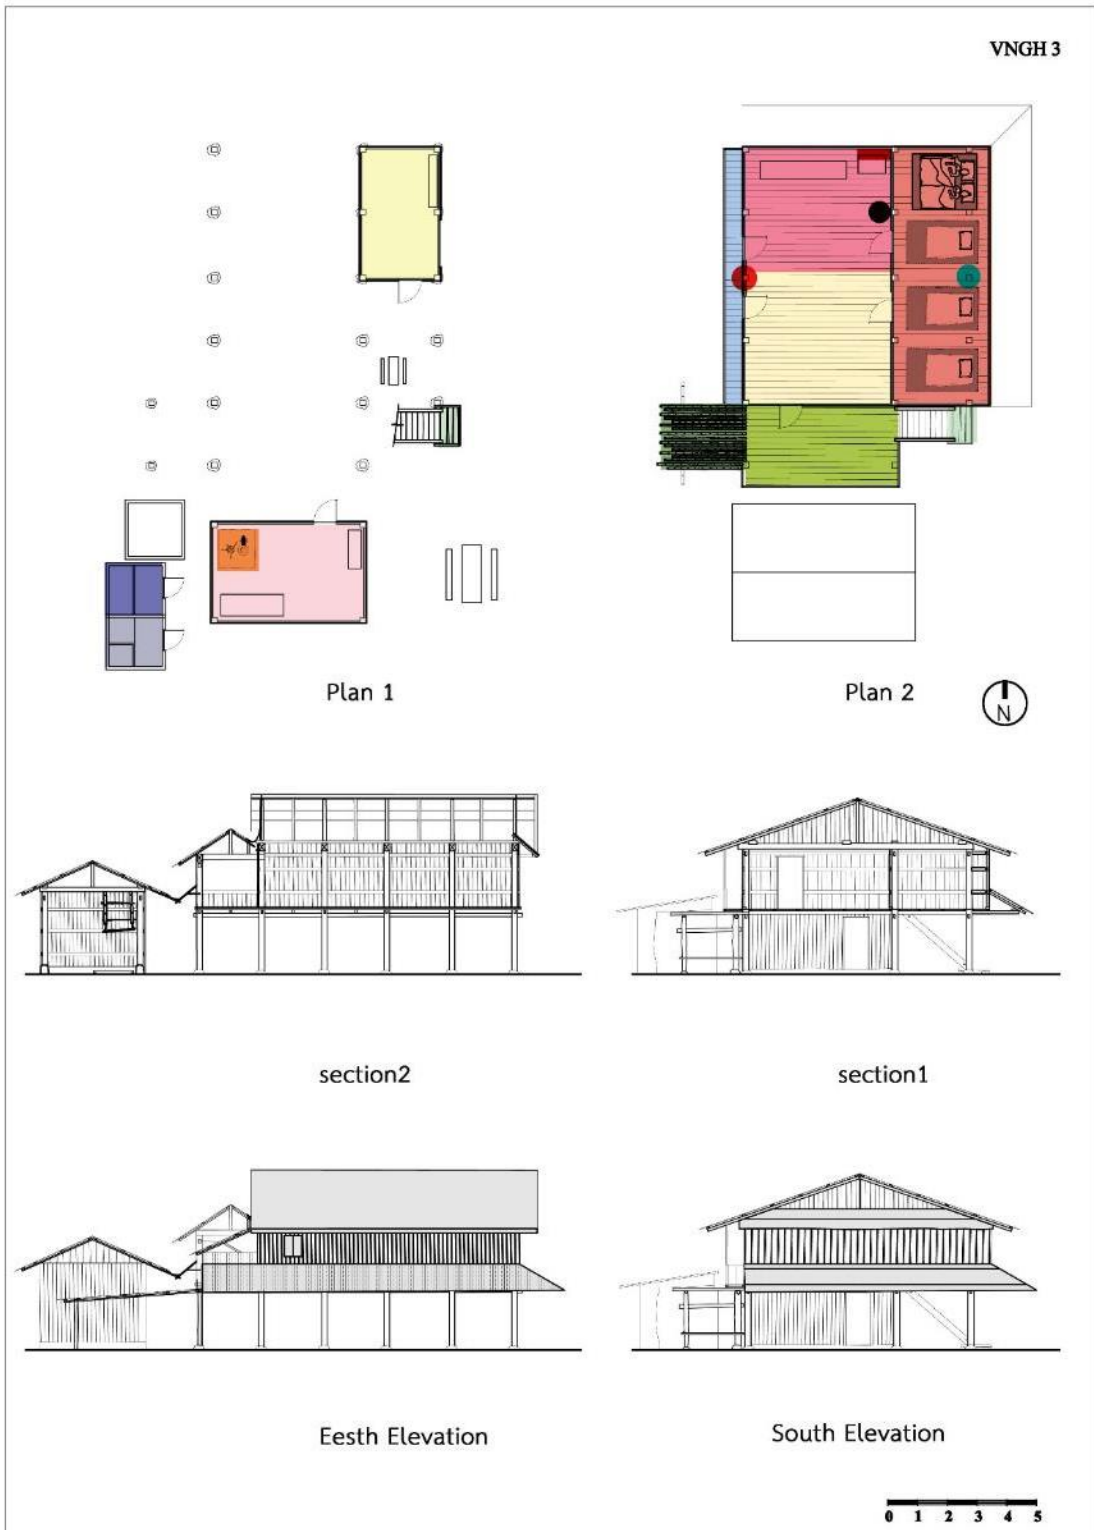 VNGH 3
Plan 1
Plan 2
N
section2
section1
Eesth Elevation
South Elevation
0 1 2 3 4 5